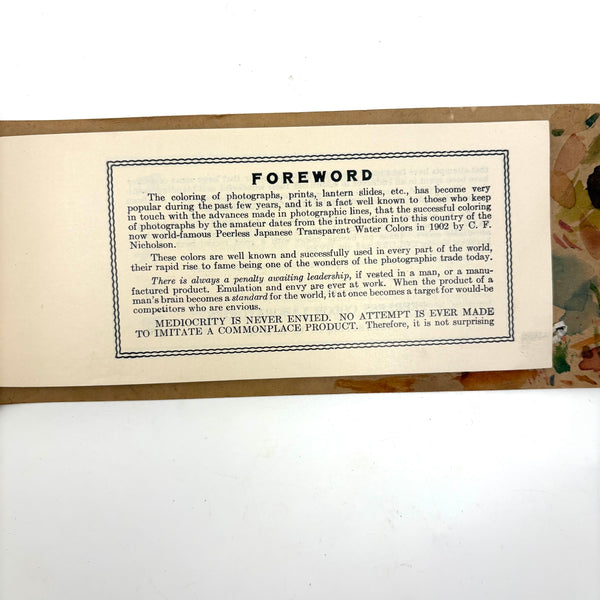 FOREWORD
The coloring of photographs, prints, lantern slides, etc., has become very
popular during the past few years, and it is a fact well known to those who keep
in touch with the advances made in photographic lines, that the successful coloring
of photographs by the amateur dates from the introduction into this country of the
now world-famous Peerless Japanese Transparent Water Colors in 1902 by C. F.
Nicholson.
These colors are well known and successfully used in every part of the world,
their rapid rise to fame being one of the wonders of the photographic trade today.
There is always a penalty awaiting leadership, if vested in a man, or a manu-
factured product. Emulation and envy are ever at work. When the product of a
man's brain becomes a standard for the world, it at once becomes a target for would-be
competitors who are envious.
MEDIOCRITY IS NEVER ENVIED. NO ATTEMPT IS EVER MADE
TO IMITATE A COMMONPLACE PRODUCT. Therefore, it is not surprising